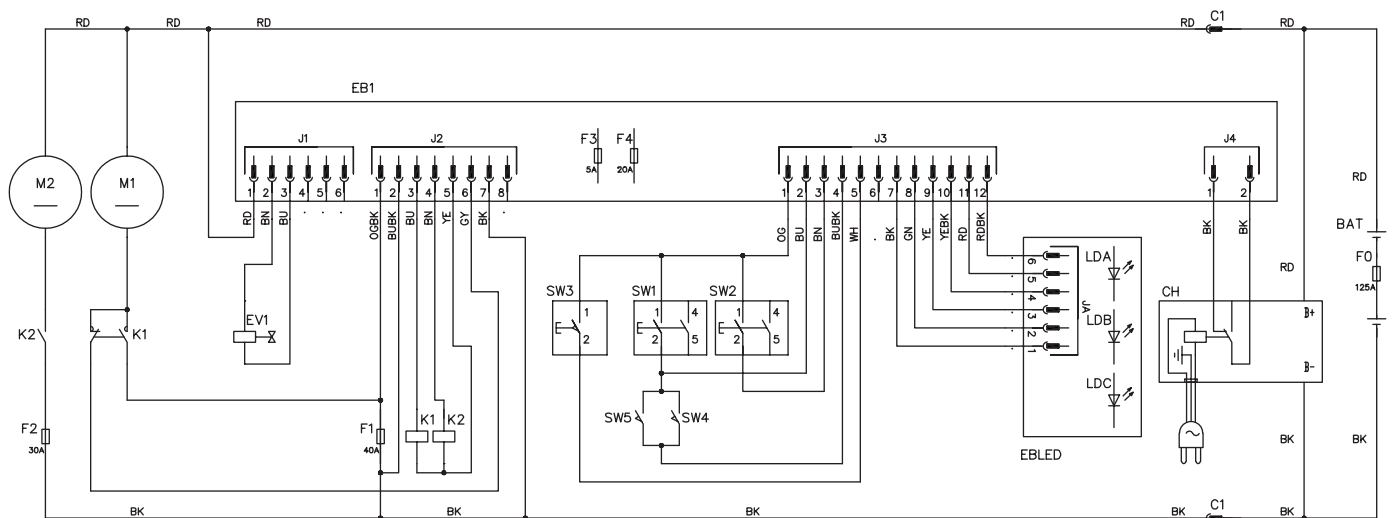 RD RD RD RD C1 RD
EB1
J1 J2 F3 F4 J3 J4
5A 20A
M2 M1
1 2 3 4 5 6 1 2 3 4 5 6 7 8 1 2 3 4 5 6 7 8 9 10 11 12 1 2
RD BN BU . . . OGBK BUBK BU BN YE GY BK . OG BU BN BUBK WH . BK GN YE YEBK RD RDBK BK BK
RD
BAT
F0
125A
RD
SW3 SW1 SW2
1 1 4 1 4
2 2 5 2 5
6 5 4 3 2 1
JA
LDA
LDB
LDC
CH
B+
B-
EV1
K2 K1
SW5 SW4
K1 K2
F2
30A
F1
40A
EBLED
BK BK
BK BK BK BK C1 BK